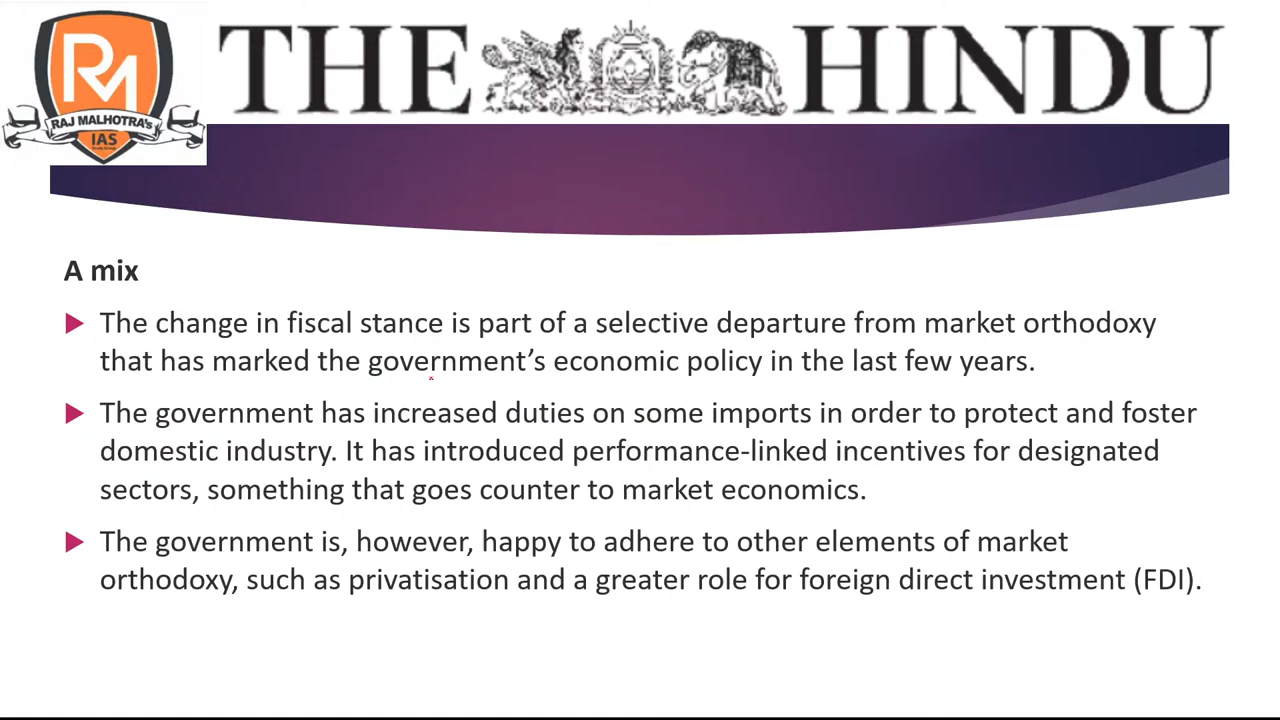 RM
RAJ MALHOTRA'S
IAS
THE HINDU
A mix
The change in fiscal stance is part of a selective departure from market orthodoxy
that has marked the government's economic policy in the last few years.
The government has increased duties on some imports in order to protect and foster
domestic industry. It has introduced performance-linked incentives for designated
sectors, something that goes counter to market economics.
The government is, however, happy to adhere to other elements of market
orthodoxy, such as privatisation and a greater role for foreign direct investment (FDI).